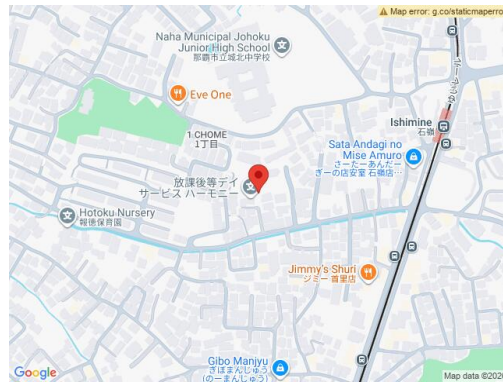 Map error: g.co/staticmaperro
Naha Municipal Johoku
Junior High School
那覇市立城北中学校
Eve One
Ishimine
石嶺
1 CHOME
1丁目
Sata Andagi no
Mise Amuro
さーたーあんだー
ぎーの店安室 石嶺店…
放課後等デイ
サービス ハーモニー
Hotoku Nursery
報徳保育園
Jimmy's Shuri
ジミー 首里店
Gibo Manjyu
ぎぼまんじゅう
(のーまんじゅう)
Google
Map data ©202